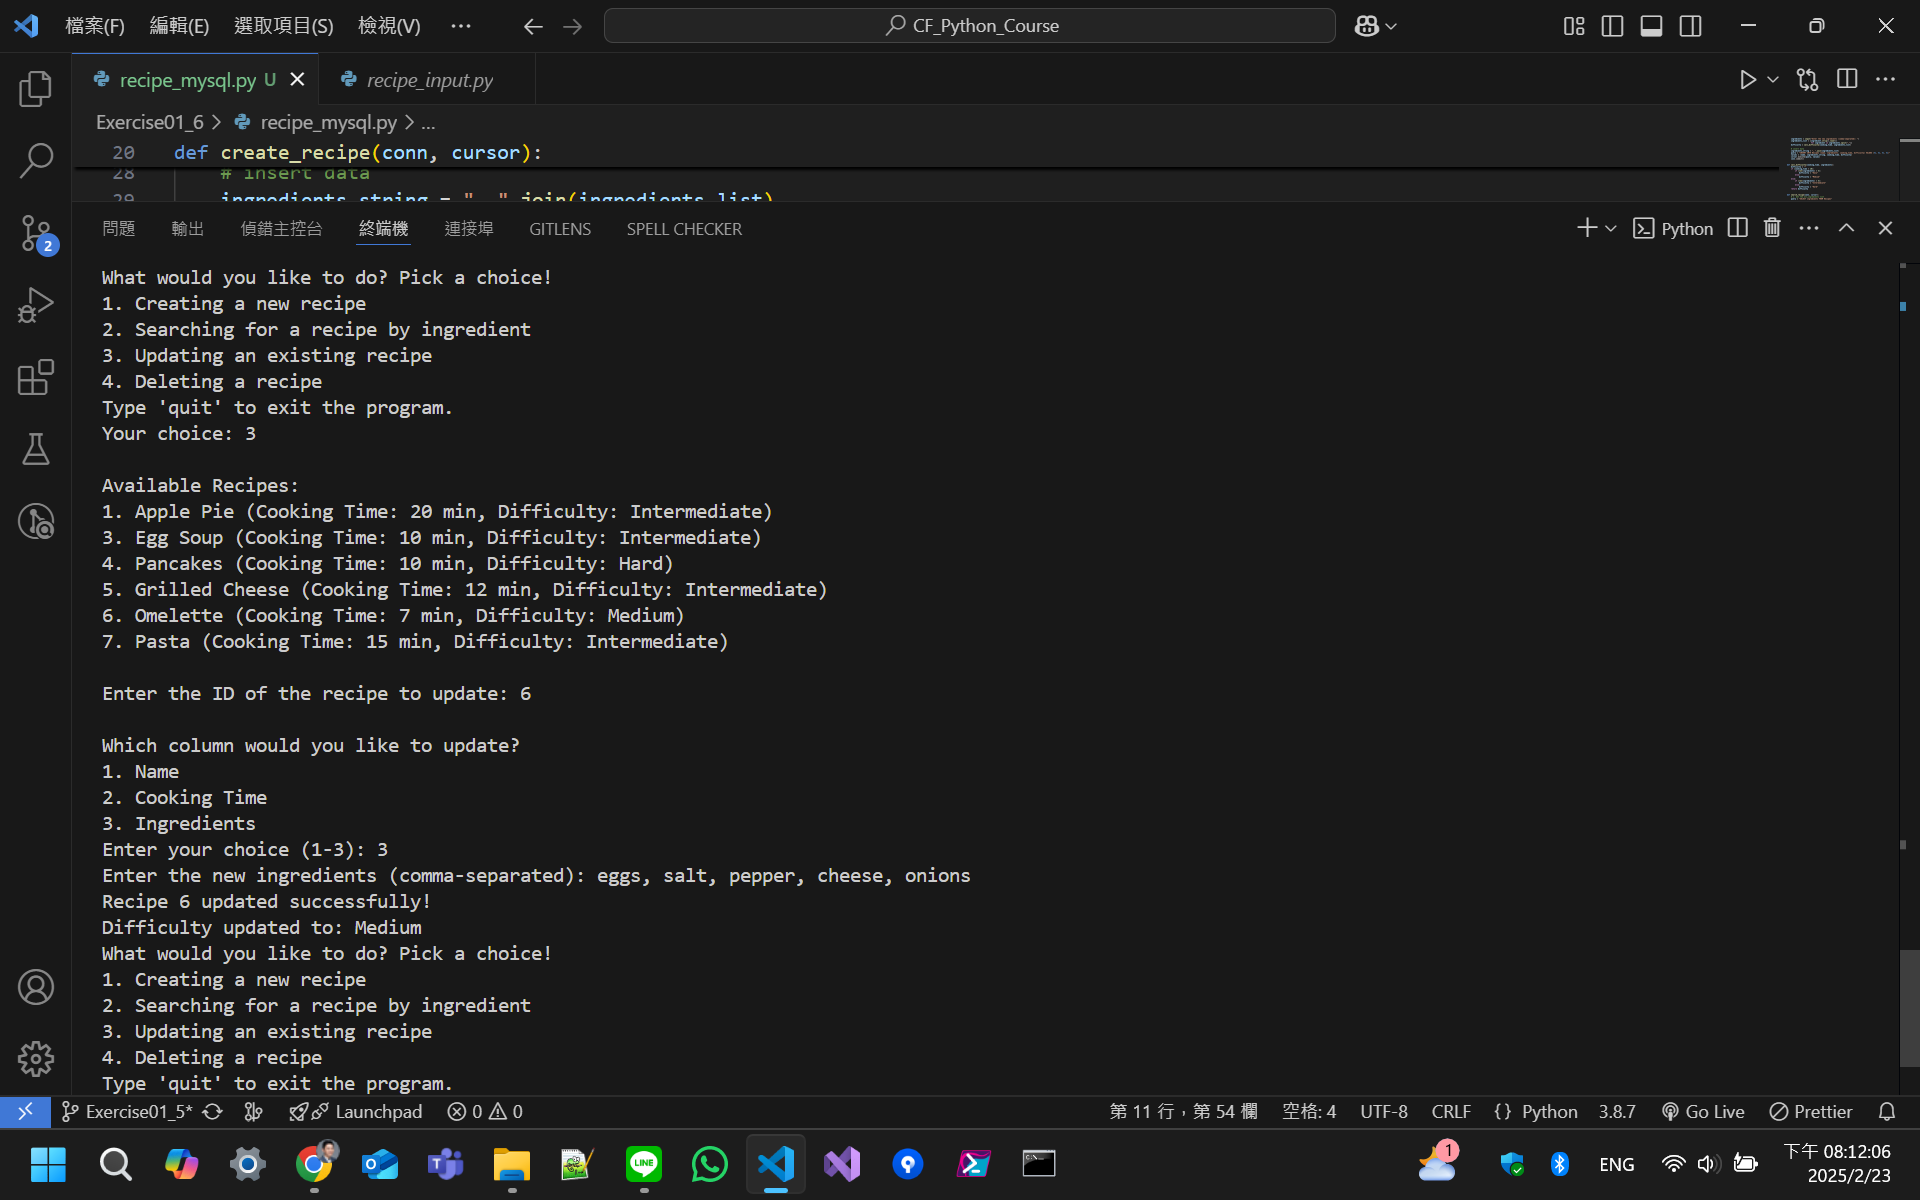 檔案(F) 編輯(E) 選取項目(S) 檢視(V) ··· CF_Python_Course
recipe_mysql.py U recipe_input.py
Exercise01_6 > recipe_mysql.py > ...
20 def create_recipe(conn, cursor):
28 # insert data
29 ingredients_string = ", ".join(ingredients_list)
問題 輸出 偵錯主控台 終端機 連接埠 GITLENS SPELL CHECKER Python
What would you like to do? Pick a choice!
1. Creating a new recipe
2. Searching for a recipe by ingredient
3. Updating an existing recipe
4. Deleting a recipe
Type 'quit' to exit the program.
Your choice: 3
Available Recipes:
1. Apple Pie (Cooking Time: 20 min, Difficulty: Intermediate)
3. Egg Soup (Cooking Time: 10 min, Difficulty: Intermediate)
4. Pancakes (Cooking Time: 10 min, Difficulty: Hard)
5. Grilled Cheese (Cooking Time: 12 min, Difficulty: Intermediate)
6. Omelette (Cooking Time: 7 min, Difficulty: Medium)
7. Pasta (Cooking Time: 15 min, Difficulty: Intermediate)
Enter the ID of the recipe to update: 6
Which column would you like to update?
1. Name
2. Cooking Time
3. Ingredients
Enter your choice (1-3): 3
Enter the new ingredients (comma-separated): eggs, salt, pepper, cheese, onions
Recipe 6 updated successfully!
Difficulty updated to: Medium
What would you like to do? Pick a choice!
1. Creating a new recipe
2. Searching for a recipe by ingredient
3. Updating an existing recipe
4. Deleting a recipe
Type 'quit' to exit the program.
2
Exercise01_5* Launchpad 0 0 第 11 行，第 54 欄 空格: 4 UTF-8 CRLF {} Python 3.8.7 Go Live Prettier
LINE 1 ENG 下午 08:12:06
2025/2/23